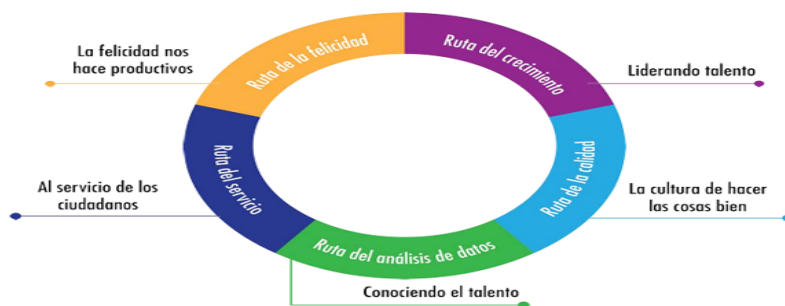 La felicidad nos
hace productivos
Ruta de la felicidad
Ruta del crecimiento
Liderando talento
Ruta del servicio
Al servicio de los
ciudadanos
Ruta de la calidad
La cultura de hacer
las cosas bien
Ruta del análisis de datos
Conociendo el talento